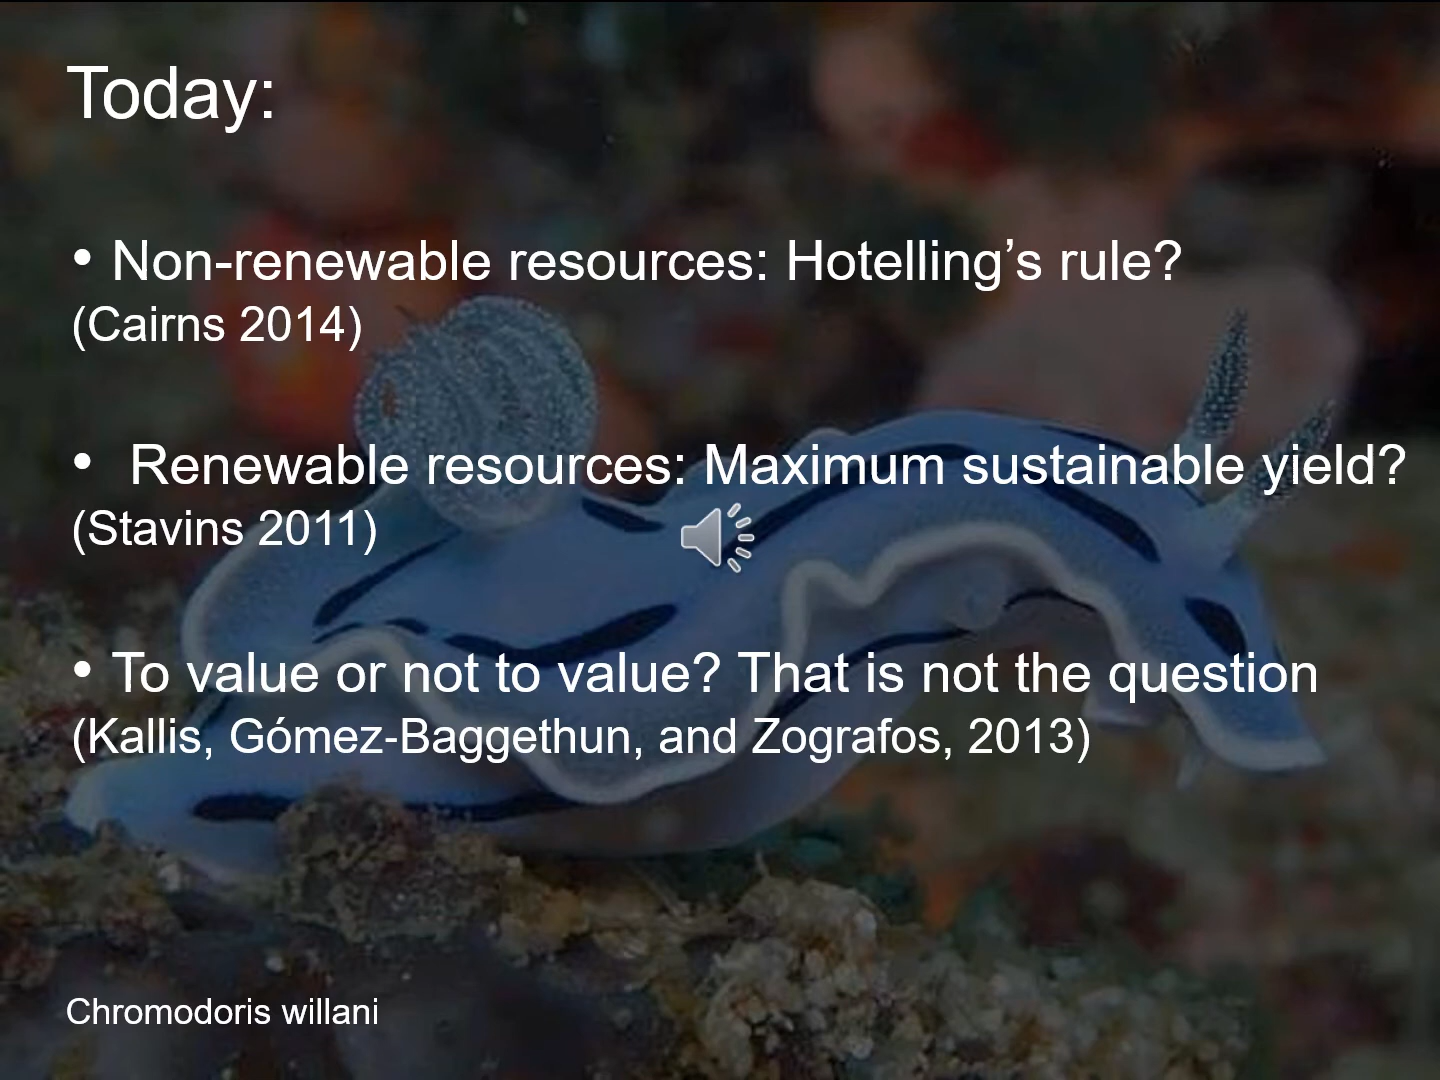 Today:
• Non-renewable resources: Hotelling’s rule?
(Cairns 2014)
• Renewable resources: Maximum sustainable yield?
(Stavins 2011)
• To value or not to value? That is not the question
(Kallis, Gómez-Baggethun, and Zografos, 2013)
Chromodoris willani